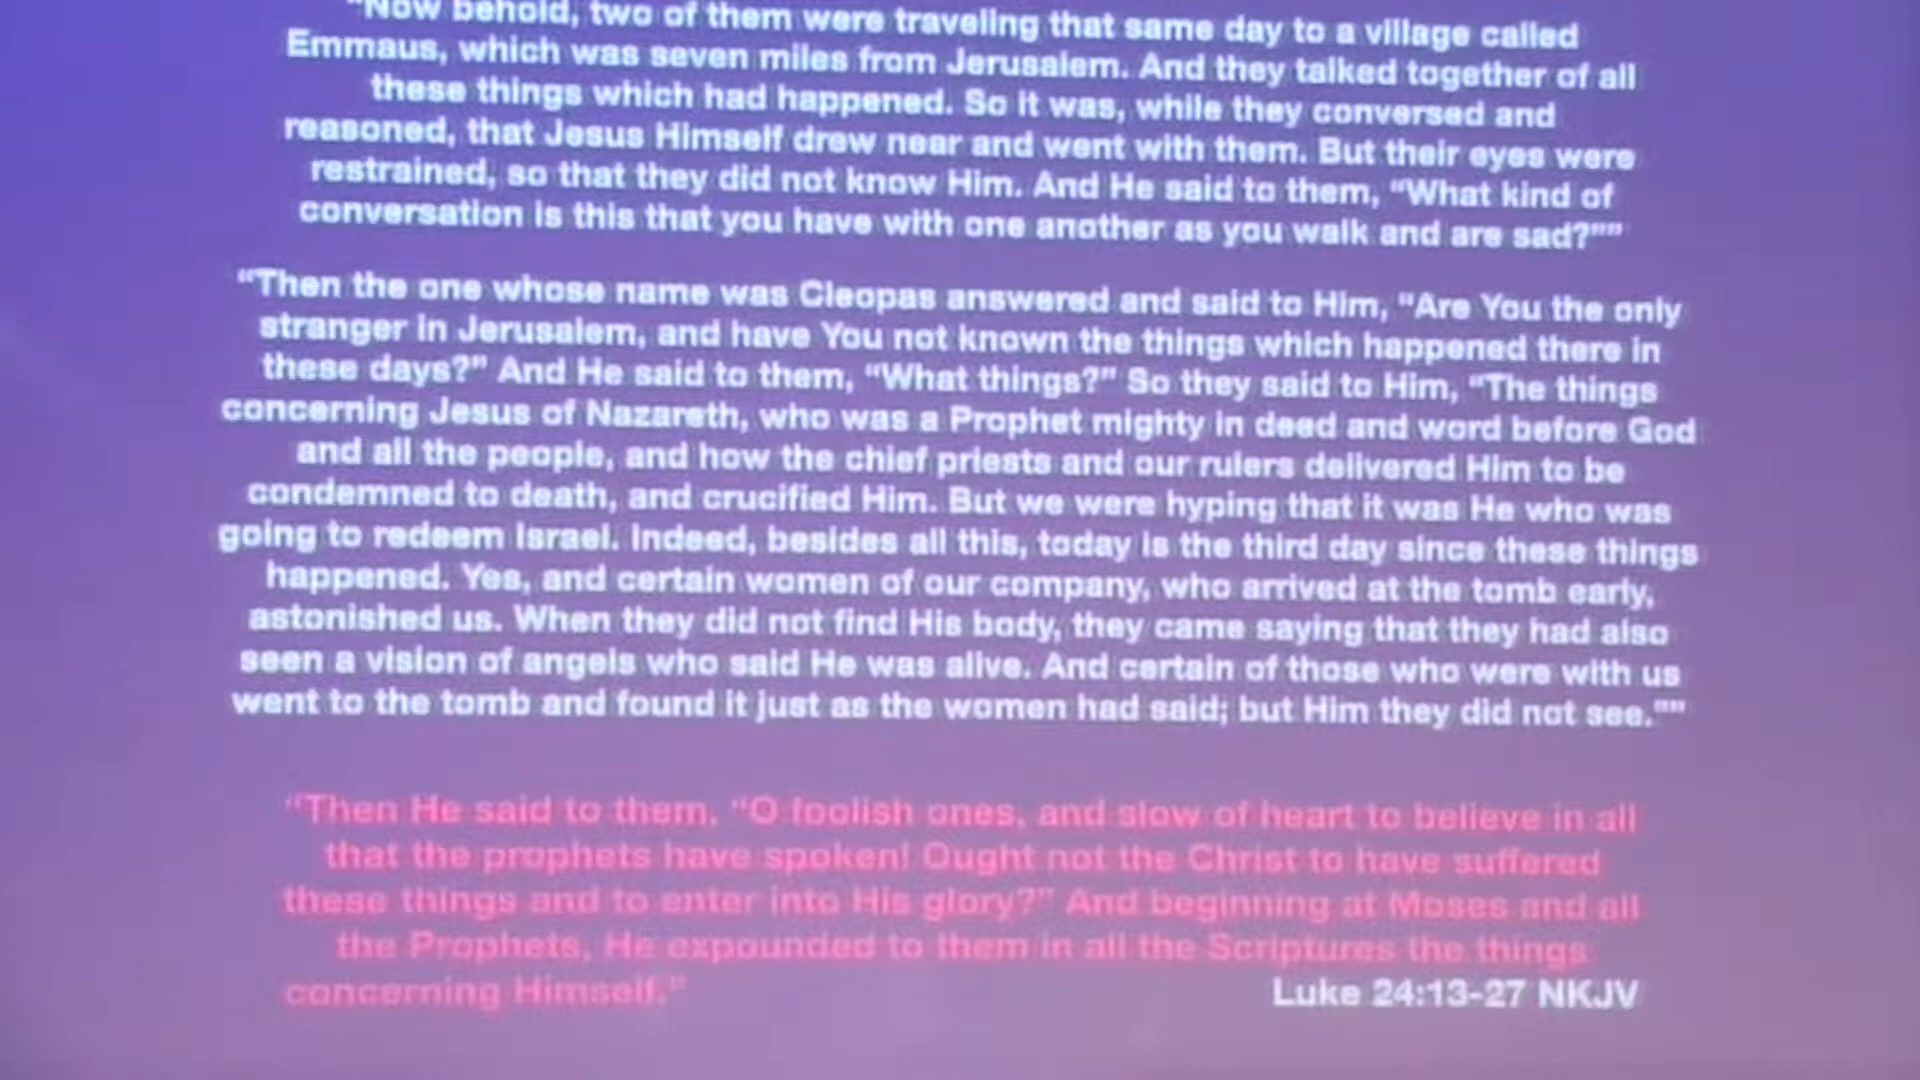 "Now behold, two of them were traveling that same day to a village called
Emmaus, which was seven miles from Jerusalem. And they talked together of all
these things which had happened. So it was, while they conversed and
reasoned, that Jesus Himself drew near and went with them. But their eyes were
restrained, so that they did not know Him. And He said to them, “What kind of
conversation is this that you have with one another as you walk and are sad?”"
“Then the one whose name was Cleopas answered and said to Him, “Are You the only
stranger in Jerusalem, and have You not known the things which happened there in
these days?” And He said to them, “What things?” So they said to Him, “The things
concerning Jesus of Nazareth, who was a Prophet mighty in deed and word before God
and all the people, and how the chief priests and our rulers delivered Him to be
condemned to death, and crucified Him. But we were hyping that it was He who was
going to redeem Israel. Indeed, besides all this, today is the third day since these things
happened. Yes, and certain women of our company, who arrived at the tomb early,
astonished us. When they did not find His body, they came saying that they had also
seen a vision of angels who said He was alive. And certain of those who were with us
went to the tomb and found it just as the women had said; but Him they did not see.”"
“Then He said to them, “O foolish ones, and slow of heart to believe in all
that the prophets have spoken! Ought not the Christ to have suffered
these things and to enter into His glory?” And beginning at Moses and all
the Prophets, He expounded to them in all the Scriptures the things
concerning Himself.”
Luke 24:13-27 NKJV